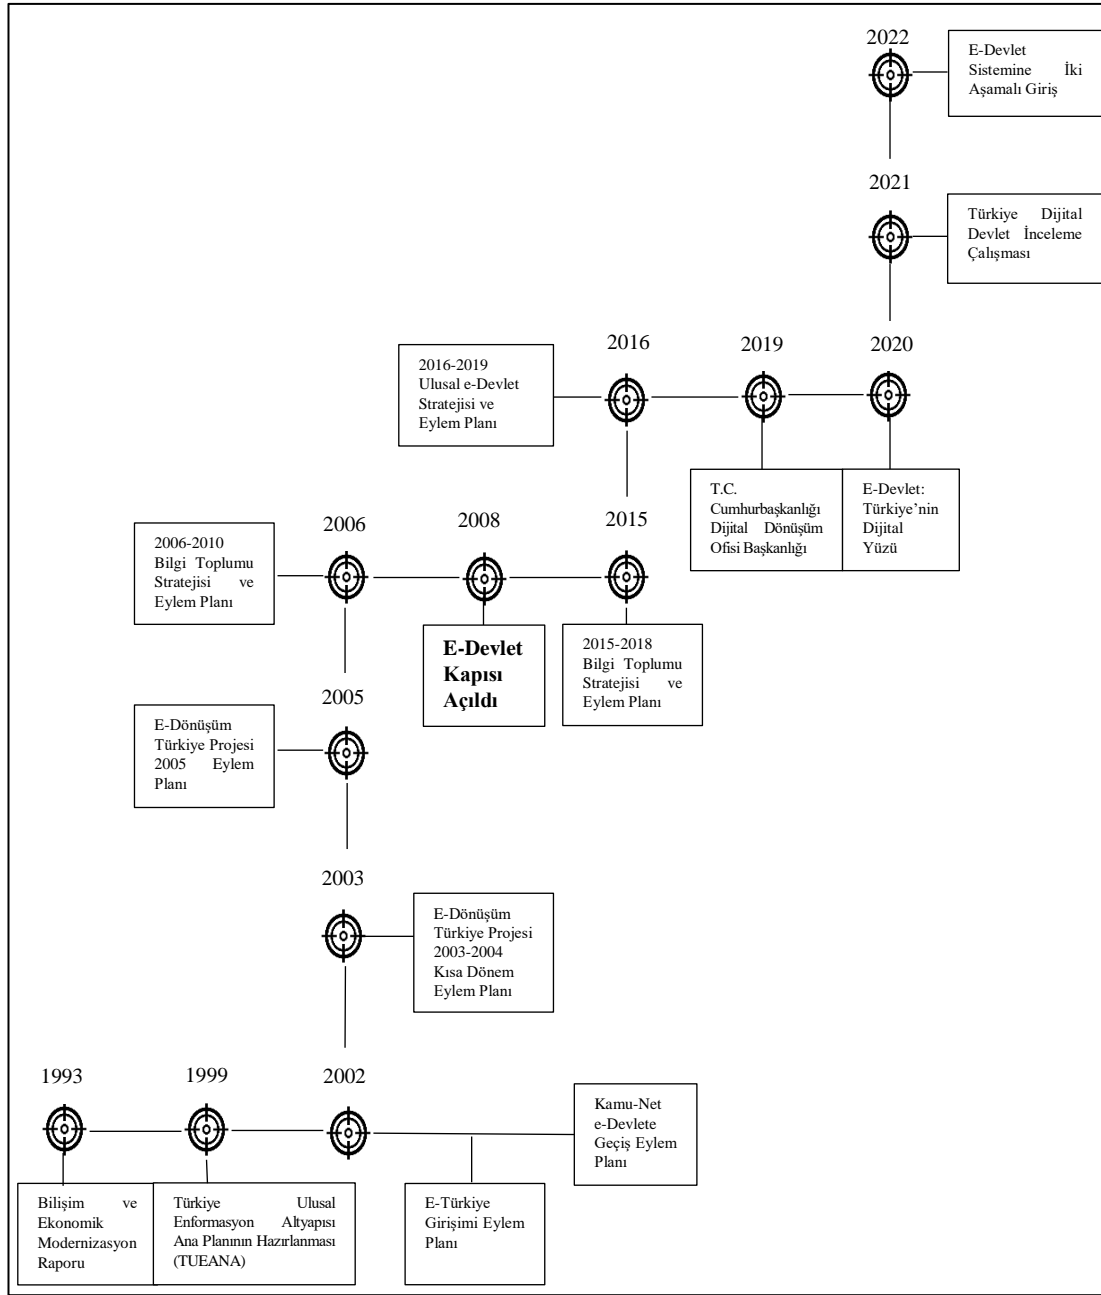 2022
E-Devlet
Sistemine İki
Aşamalı Giriş
2021
Türkiye Dijital
Devlet İnceleme
Çalışması
2016
2019
2020
2016-2019
Ulusal e-Devlet
Stratejisi ve
Eylem Planı
T.C.
Cumhurbaşkanlığı
Dijital Dönüşüm
Ofisi Başkanlığı
E-Devlet:
Türkiye’nin
Dijital
Yüzü
2006
2008
2015
2006-2010
Bilgi Toplumu
Stratejisi ve
Eylem Planı
E-Devlet
Kapısı
Açıldı
2015-2018
Bilgi Toplumu
Stratejisi ve
Eylem Planı
2005
E-Dönüşüm
Türkiye Projesi
2005 Eylem
Planı
2003
E-Dönüşüm
Türkiye Projesi
2003-2004
Kısa Dönem
Eylem Planı
1993
1999
2002
Kamu-Net
e-Devlete
Geçiş Eylem
Planı
Bilişim ve
Ekonomik
Modernizasyon
Raporu
Türkiye Ulusal
Enformasyon Altyapısı
Ana Planının Hazırlanması
(TUEANA)
E-Türkiye
Girişimi Eylem
Planı